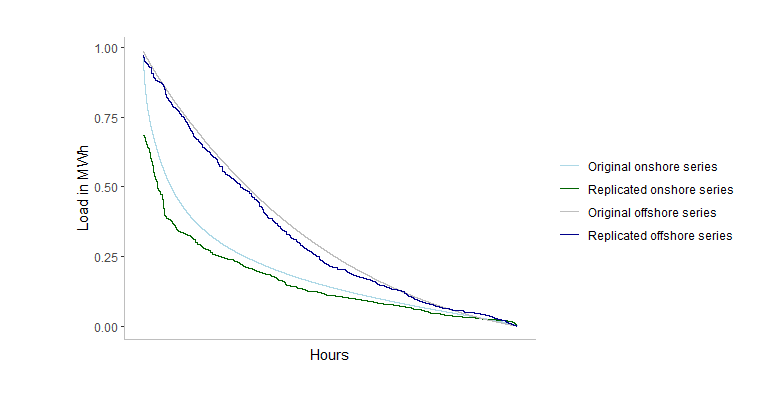 1.00
0.75
0.50
0.25
0.00
Load in MWh
Hours
Original onshore series
Replicated onshore series
Original offshore series
Replicated offshore series